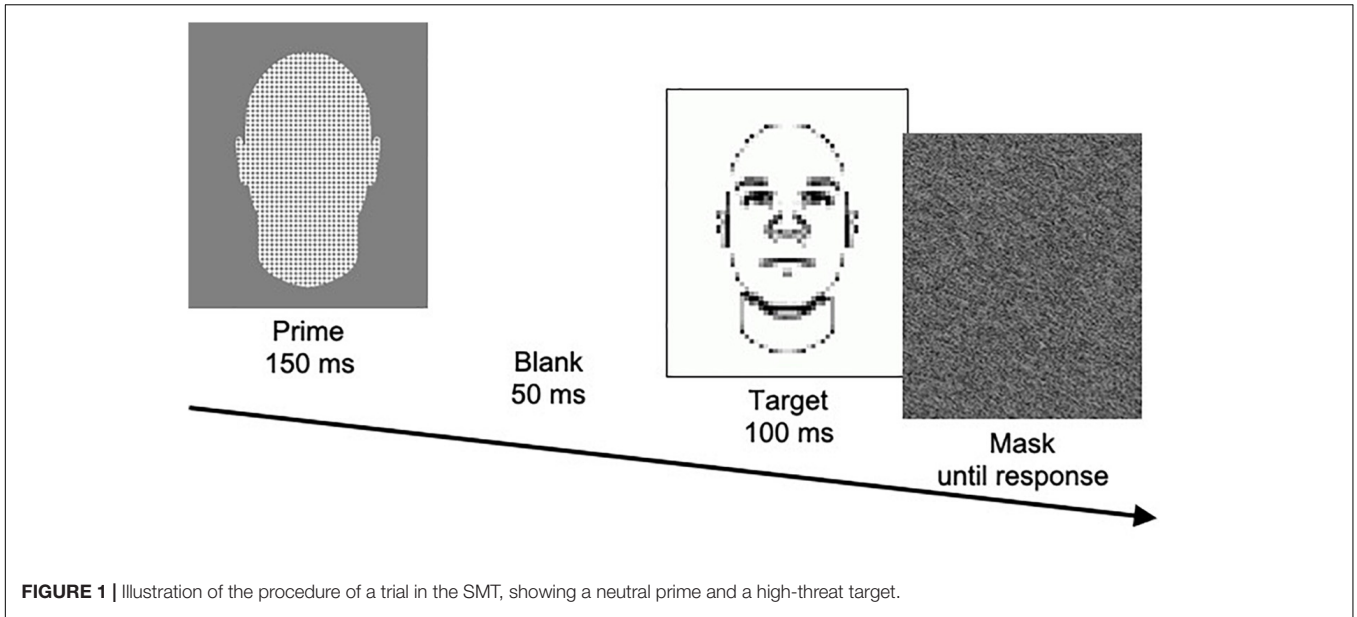 Prime
150 ms
Blank
50 ms
Target
100 ms
Mask
until response
FIGURE 1 | Illustration of the procedure of a trial in the SMT, showing a neutral prime and a high-threat target.